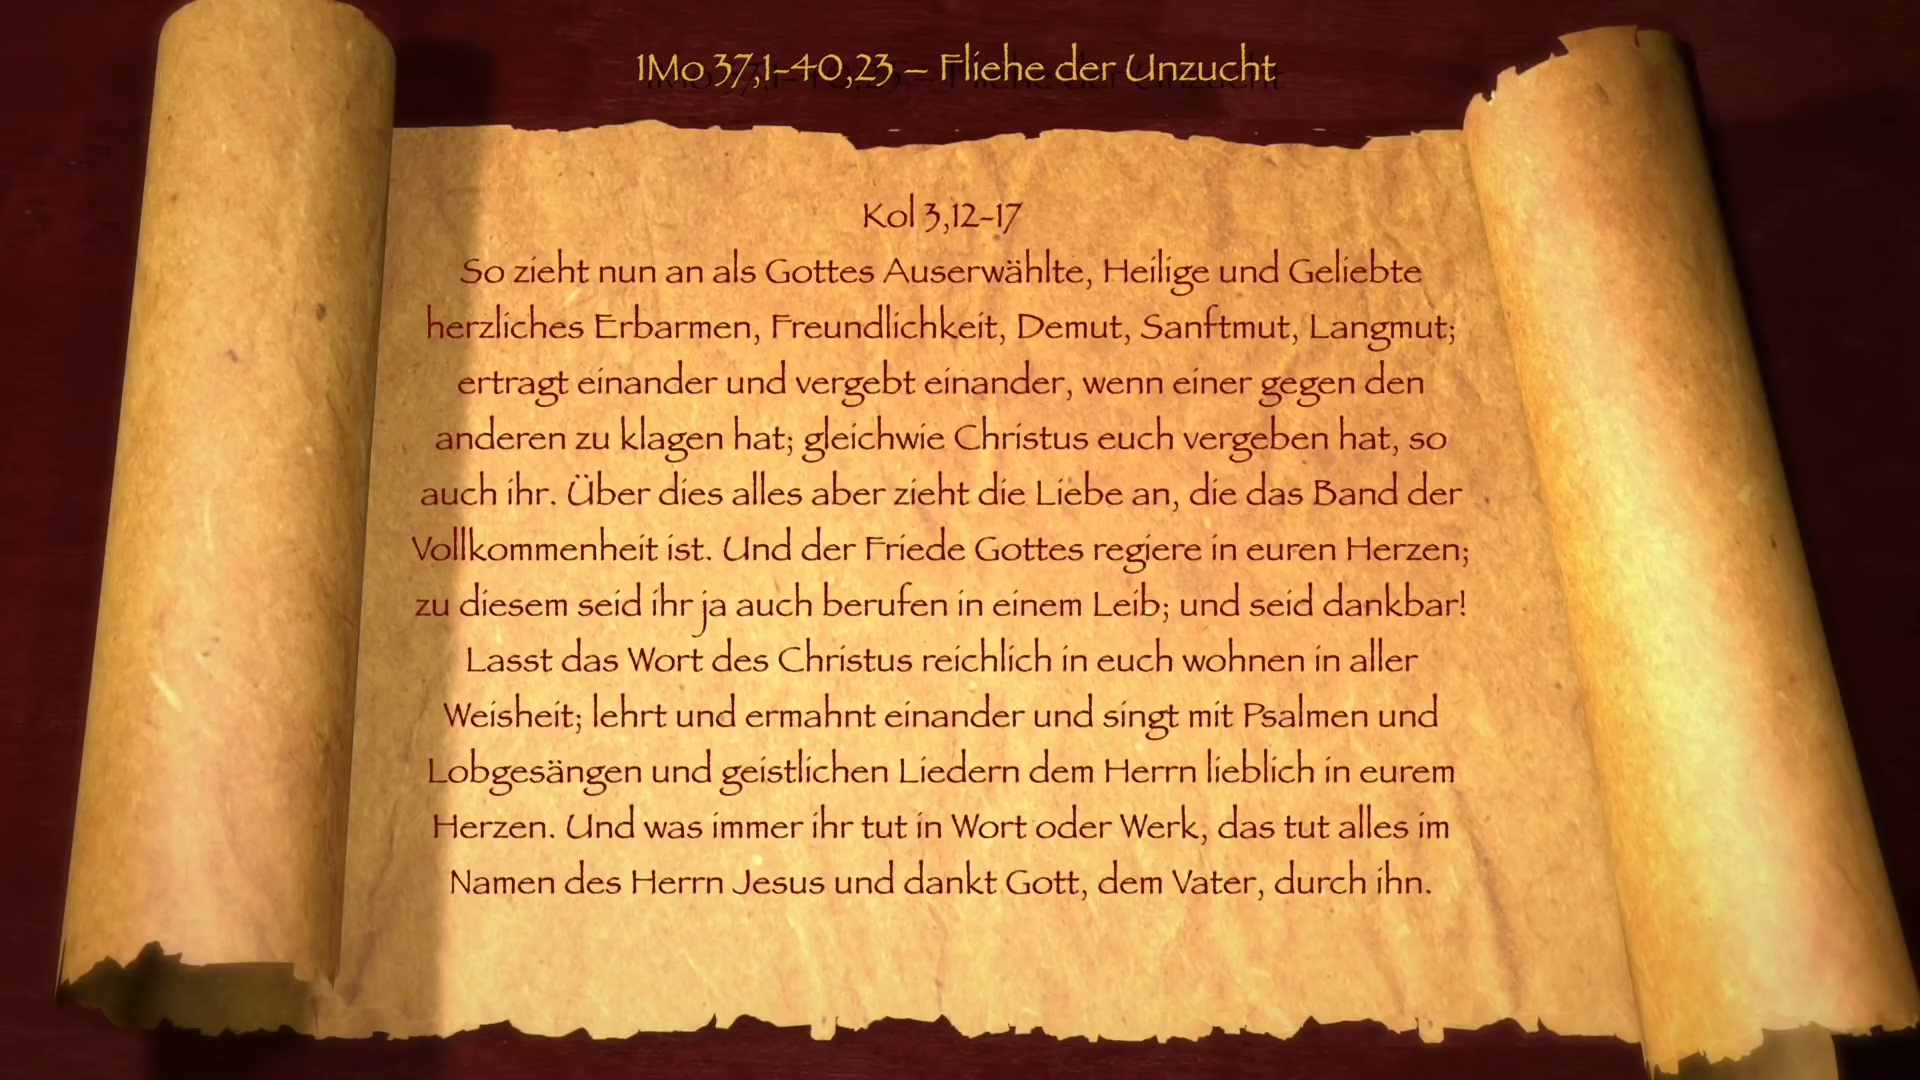 1Mo 37,1-40,23 – Fliehe der Unzucht
Kol 3,12-17
So zieht nun an als Gottes Auserwählte, Heilige und Geliebte
herzliches Erbarmen, Freundlichkeit, Demut, Sanftmut, Langmut;
ertragt einander und vergebt einander, wenn einer gegen den
anderen zu klagen hat; gleichwie Christus euch vergeben hat, so
auch ihr. Über dies alles aber zieht die Liebe an, die das Band der
Vollkommenheit ist. Und der Friede Gottes regiere in euren Herzen;
zu diesem seid ihr ja auch berufen in einem Leib; und seid dankbar!
Lasst das Wort des Christus reichlich in euch wohnen in aller
Weisheit; lehrt und ermahnt einander und singt mit Psalmen und
Lobgesängen und geistlichen Liedern dem Herrn lieblich in eurem
Herzen. Und was immer ihr tut in Wort oder Werk, das tut alles im
Namen des Herrn Jesus und dankt Gott, dem Vater, durch ihn.